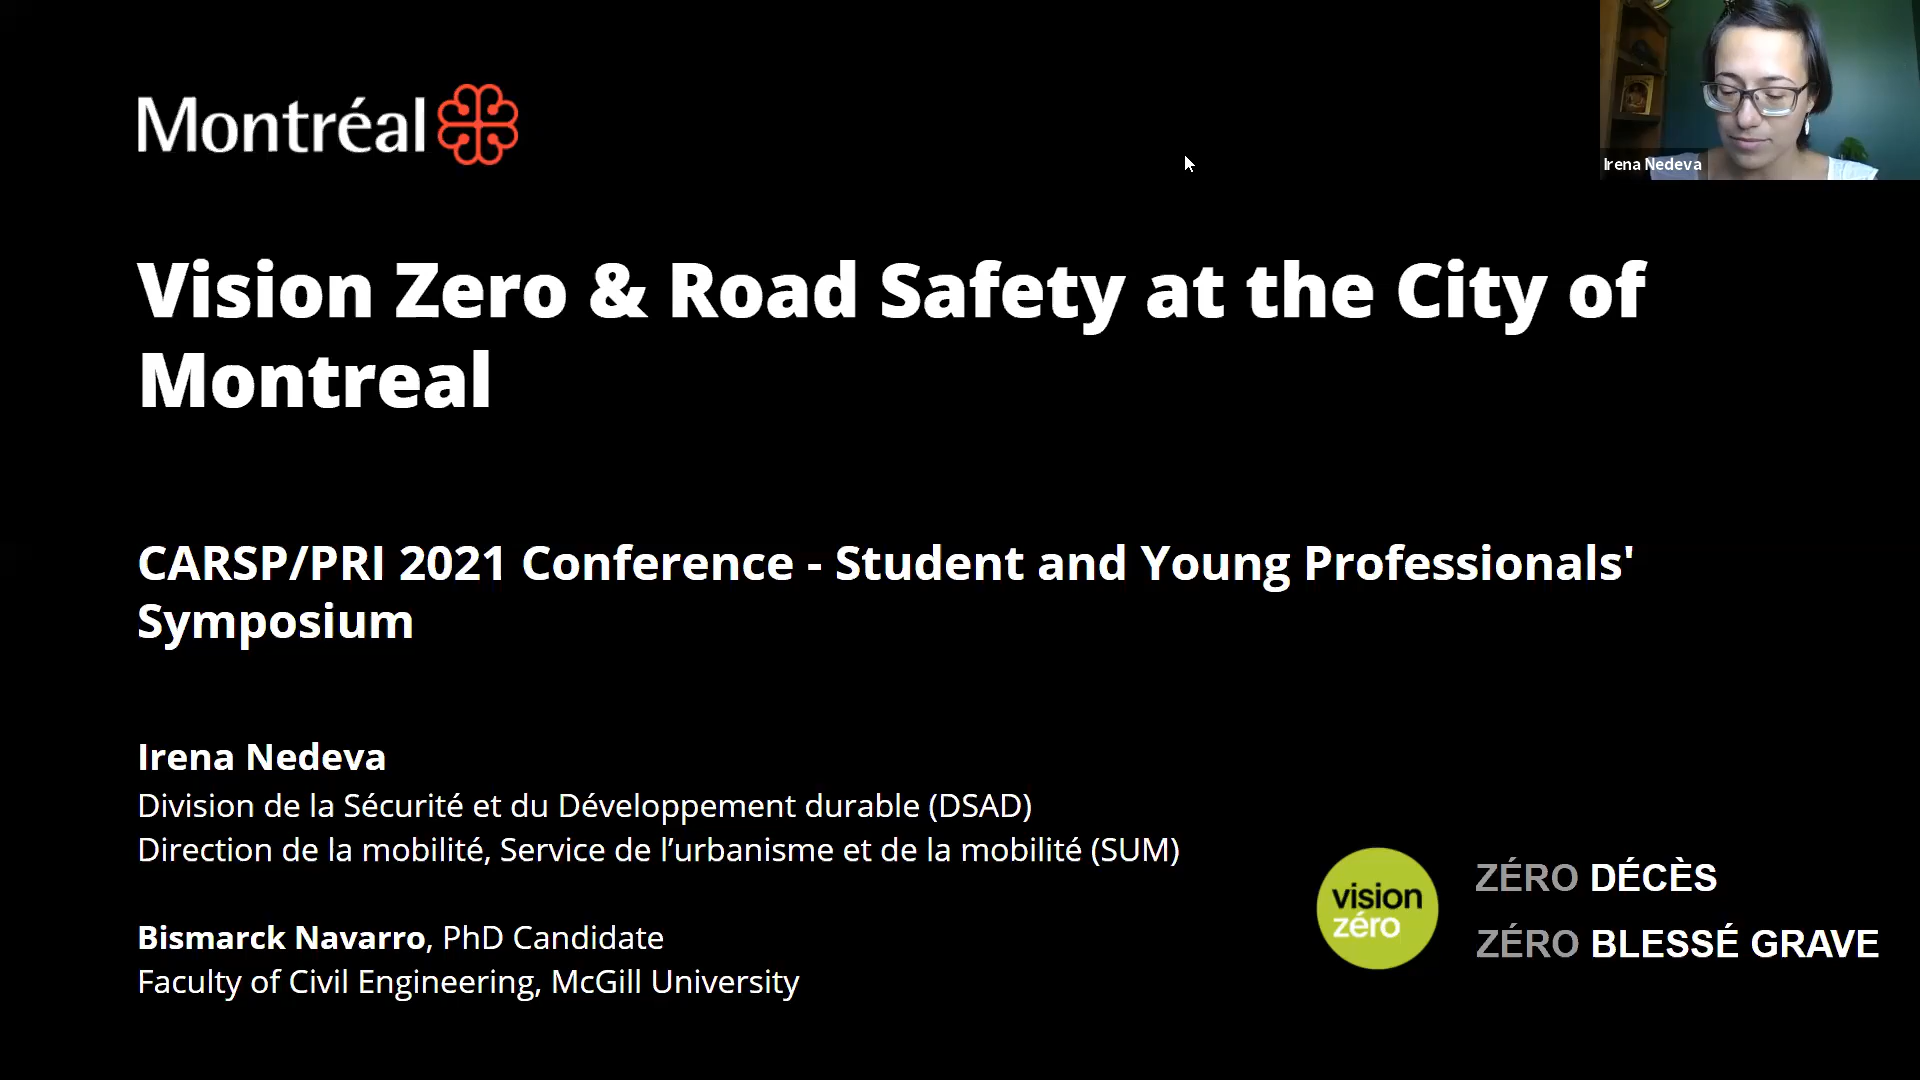 Montréal
Irena Nedeva
Vision Zero & Road Safety at the City of
Montreal
CARSP/PRI 2021 Conference - Student and Young Professionals'
Symposium
Irena Nedeva
Division de la Sécurité et du Développement durable (DSAD)
Direction de la mobilité, Service de l’urbanisme et de la mobilité (SUM)
Bismarck Navarro, PhD Candidate
Faculty of Civil Engineering, McGill University
vision
zéro
ZÉRO DÉCÈS
ZÉRO BLESSÉ GRAVE